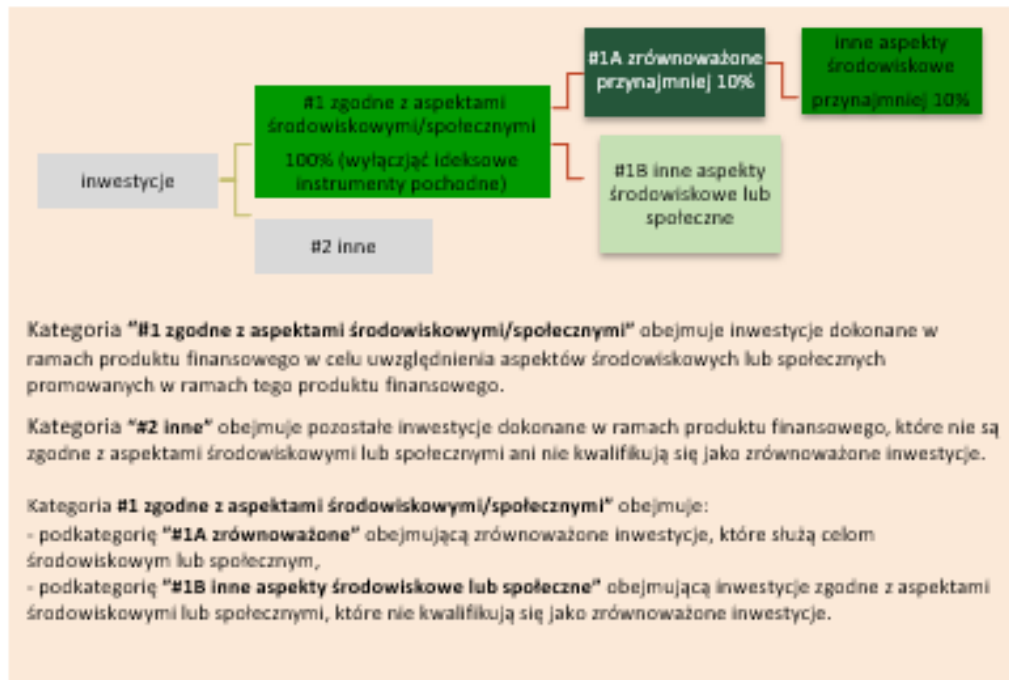 #1A zrównoważone
przynajmniej 10%
inne aspekty
środowiskowe
przynajmniej 10%
#1 zgodne z aspektami
środowiskowymi/społecznymi
100% (wyłącząjąć ideksowe
instrumenty pochodne)
inwestycje
#1B inne aspekty
środowiskowe lub
społeczne
#2 inne
Kategoria "#1 zgodne z aspektami środowiskowymi/społecznymi" obejmuje inwestycje dokonane w
ramach produktu finansowego w celu uwzględnienia aspektów środowiskowych lub społecznych
promowanych w ramach tego produktu finansowego.
Kategoria "#2 inne" obejmuje pozostałe inwestycje dokonane w ramach produktu finansowego, które nie są
zgodne z aspektami środowiskowymi lub społecznymi ani nie kwalifikują się jako zrównoważone inwestycje.
Kategoria #1 zgodne z aspektami środowiskowymi/społecznymi" obejmuje:
- podkategorię "#1A zrównoważone" obejmującą zrównoważone inwestycje, które służą celom
środowiskowym lub społecznym,
- podkategorię "#1B inne aspekty środowiskowe lub społeczne" obejmującą inwestycje zgodne z aspektami
środowiskowymi lub społecznymi, które nie kwalifikują się jako zrównoważone inwestycje.